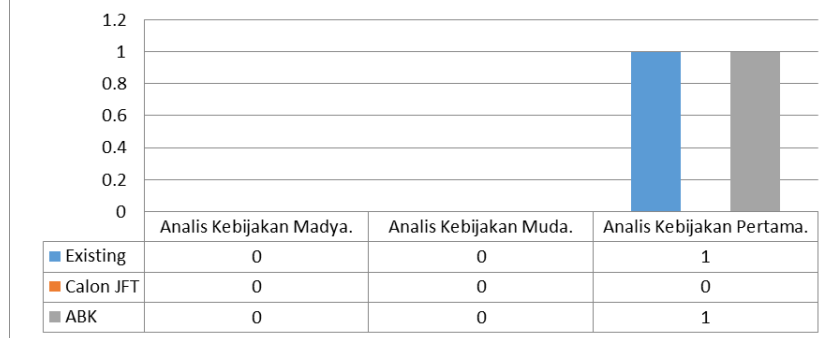 1.2
1
0.8
0.6
0.4
0.2
0
Analis Kebijakan Madya. Analis Kebijakan Muda. Analis Kebijakan Pertama.
Existing 0 0 1
Calon JFT 0 0 0
ABK 0 0 1